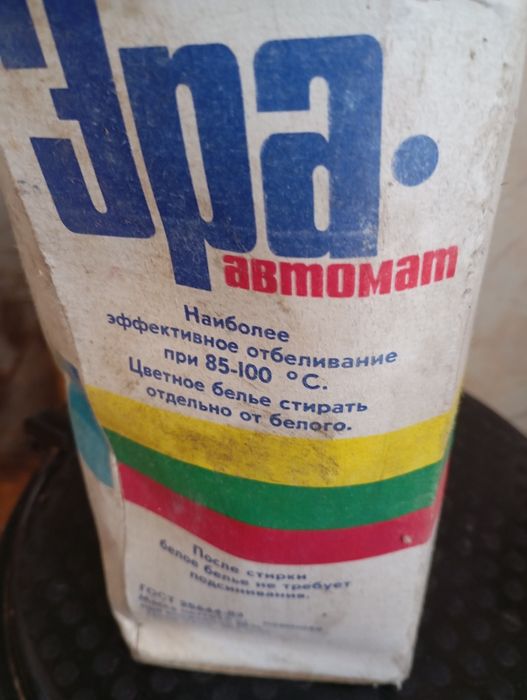 Эра
автомат
Наиболее
эффективное отбеливание
при 85-100 °С.
Цветное белье стирать
отдельно от белого.
После стирки
белое белье не требует
подсинивания.
ГОСТ